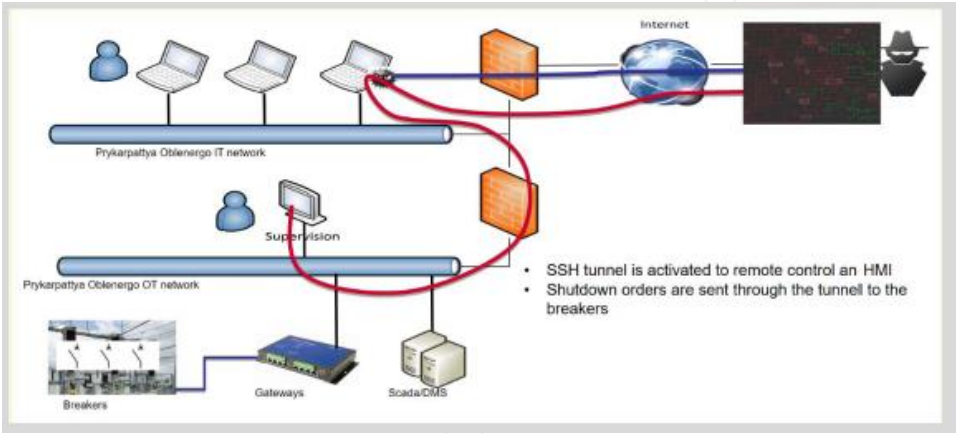 Internet
Prykarpattya Oblenergo IT network
Supervision
Prykarpattya Oblenergo OT network
• SSH tunnel is activated to remote control an HMI
• Shutdown orders are sent through the tunnel to the
breakers
Breakers
Gateways
Scada/DMS